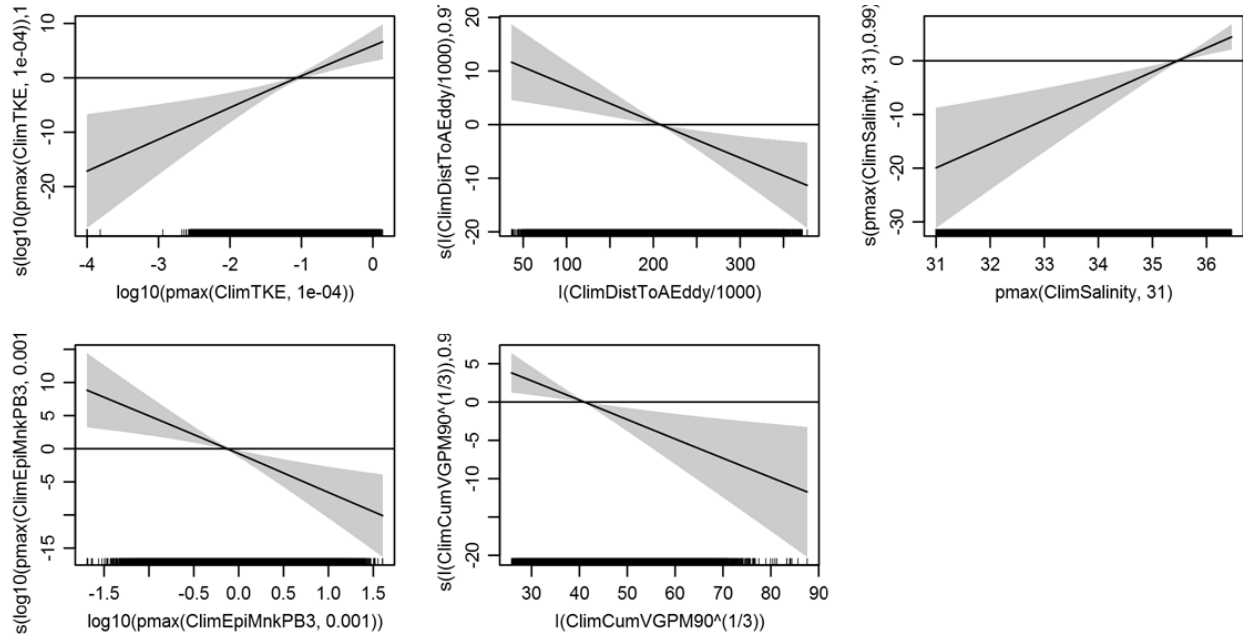 s(log10(pmax(ClimTKE, 1e-04)),1
10
0
-10
-20
-4 -3 -2 -1 0
log10(pmax(ClimTKE, 1e-04))
s(I(ClimDistToAEddy/1000),0.9
20
10
0
-10
-20
50 100 200 300
I(ClimDistToAEddy/1000)
s(pmax(ClimSalinity, 31),0.99)
0
-10
-20
-30
31 32 33 34 35 36
pmax(ClimSalinity, 31)
s(log10(pmax(ClimEpiMnkPB3, 0.001
10
5
0
-5
-15
-1.5 -0.5 0.0 0.5 1.0 1.5
log10(pmax(ClimEpiMnkPB3, 0.001))
s(I(ClimCumVGPM90^(1/3)),0.9
5
0
-5
-10
-20
30 40 50 60 70 80 90
I(ClimCumVGPM90^(1/3))